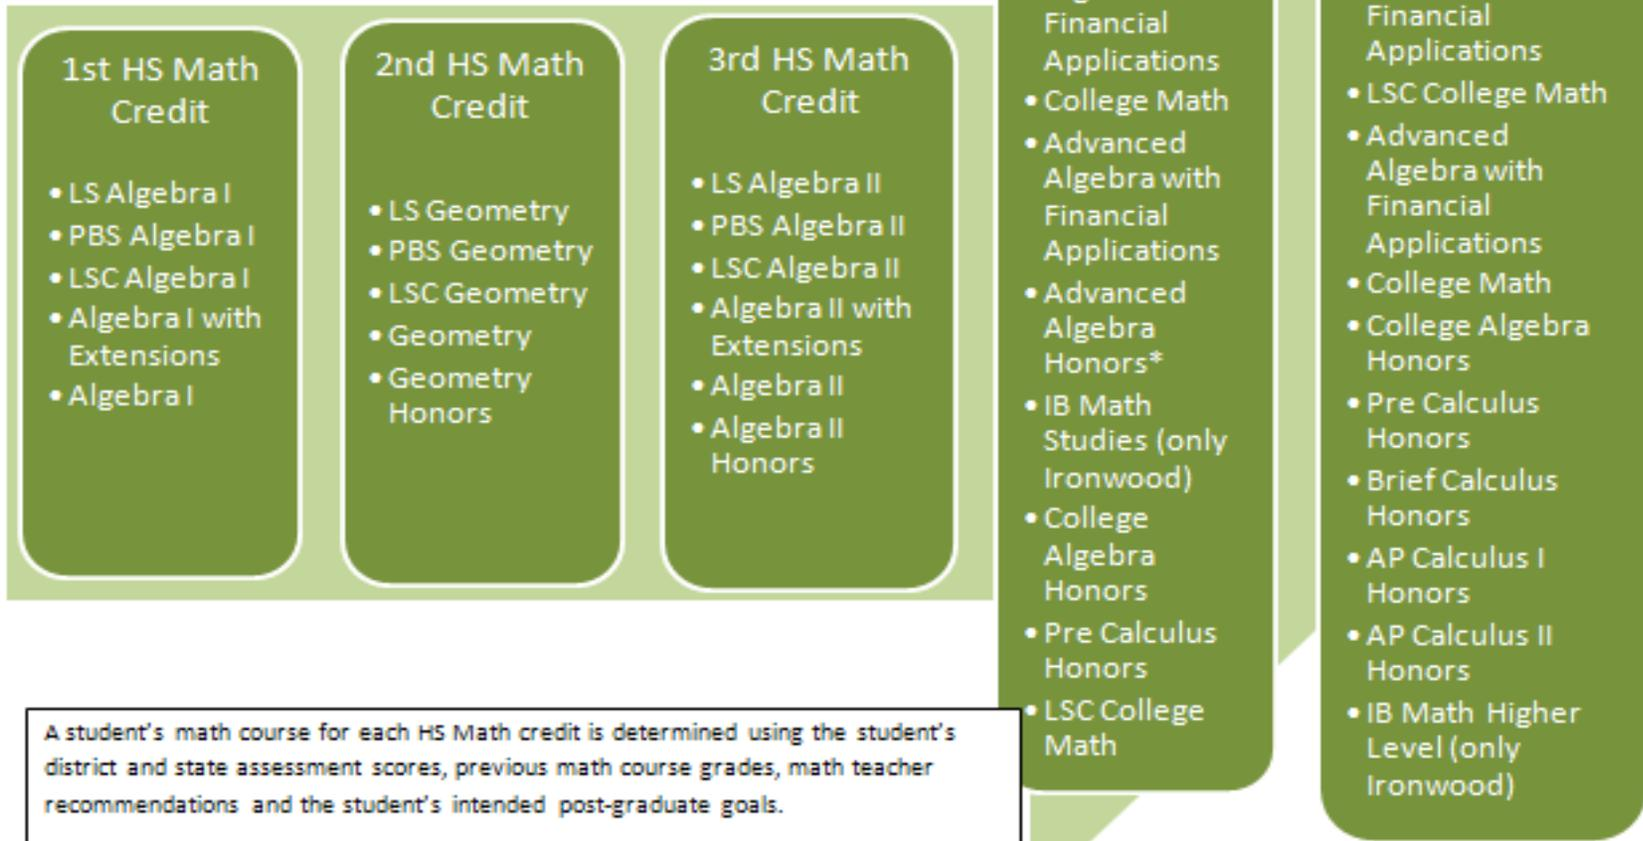 1st HS Math
Credit
• LS Algebra I
• PBS Algebra I
• LSC Algebra I
• Algebra I with
Extensions
• Algebra I
2nd HS Math
Credit
• LS Geometry
• PBS Geometry
• LSC Geometry
• Geometry
• Geometry
Honors
3rd HS Math
Credit
• LS Algebra II
• PBS Algebra II
• LSC Algebra II
• Algebra II with
Extensions
• Algebra II
• Algebra II
Honors
Financial
Applications
• College Math
• Advanced
Algebra with
Financial
Applications
• Advanced
Algebra
Honors*
• IB Math
Studies (only
Ironwood)
• College
Algebra
Honors
• Pre Calculus
Honors
• LSC College
Math
Financial
Applications
• LSC College Math
• Advanced
Algebra with
Financial
Applications
• College Math
• College Algebra
Honors
• Pre Calculus
Honors
• Brief Calculus
Honors
• AP Calculus I
Honors
• AP Calculus II
Honors
• IB Math Higher
Level (only
Ironwood)
A student's math course for each HS Math credit is determined using the student's
district and state assessment scores, previous math course grades, math teacher
recommendations and the student's intended post-graduate goals.